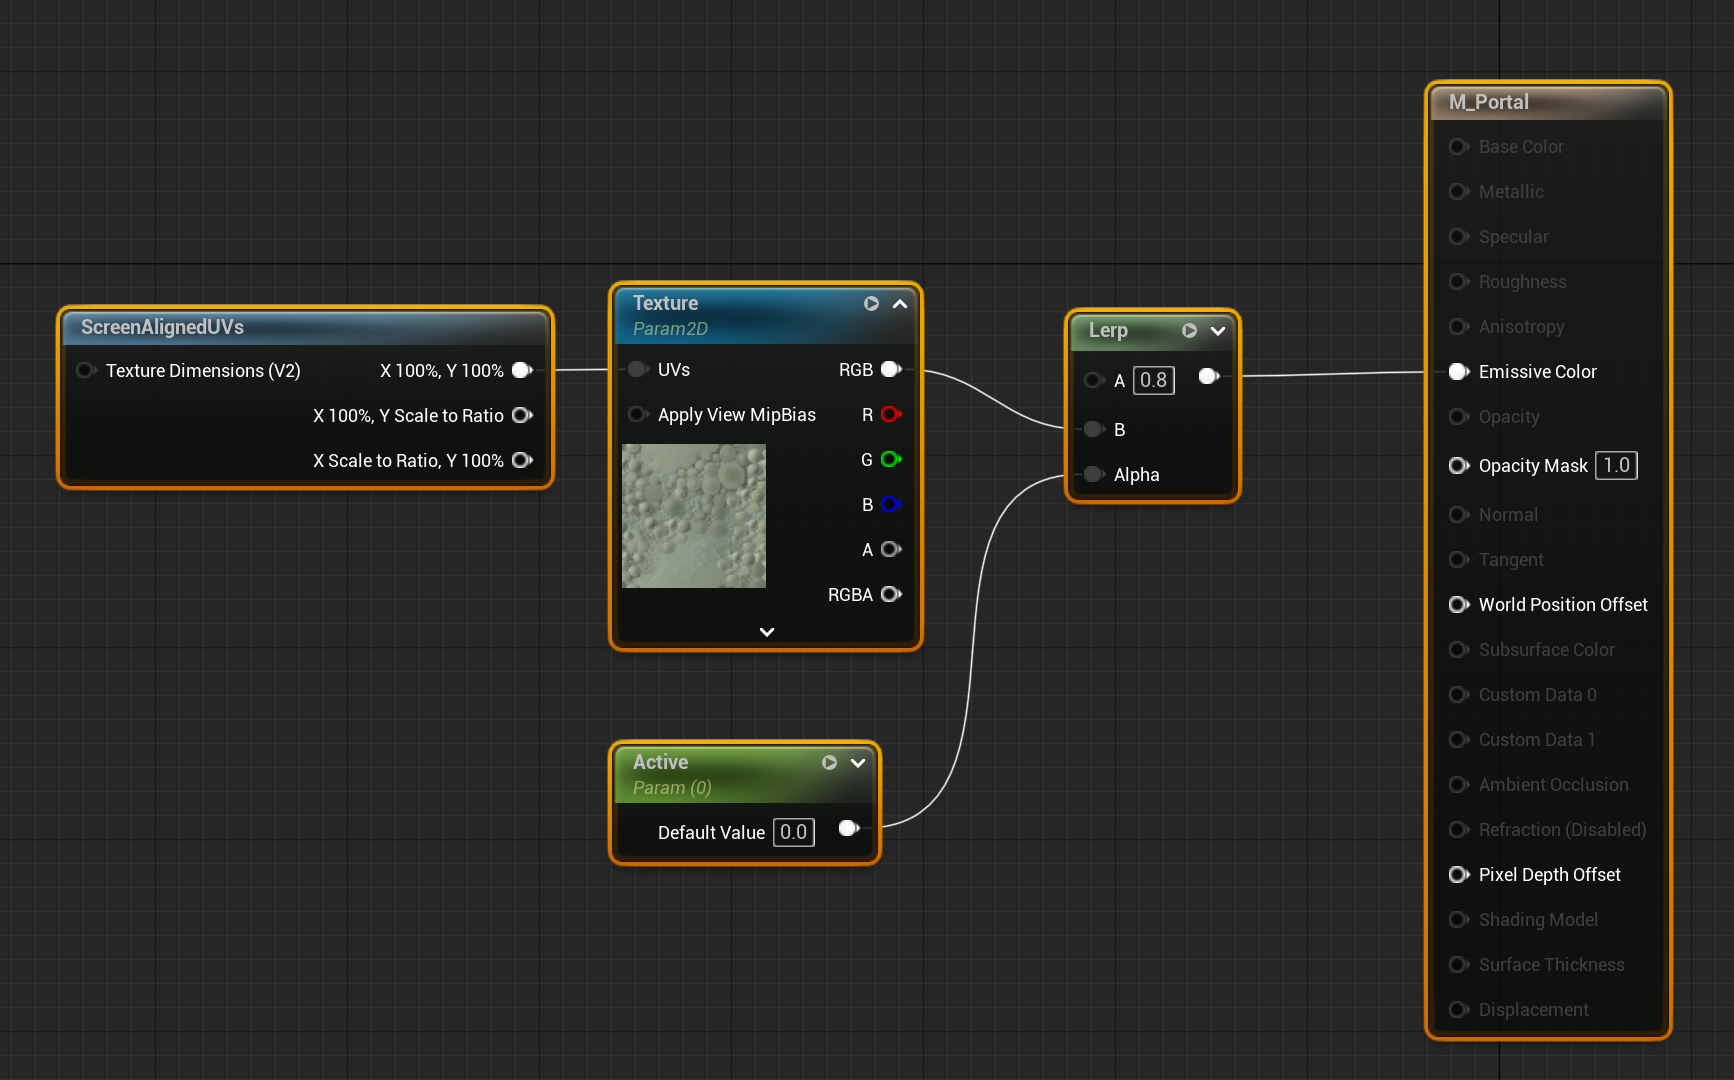 ScreenAlignedUVs
Texture Dimensions (V2)
X 100%, Y 100%
X 100%, Y Scale to Ratio
X Scale to Ratio, Y 100%
Texture
Param2D
UVs
RGB
Apply View MipBias
R
G
B
A
RGBA
Active
Param (0)
Default Value 0.0
Lerp
A 0.8
B
Alpha
M_Portal
Base Color
Metallic
Specular
Roughness
Anisotropy
Emissive Color
Opacity
Opacity Mask 1.0
Normal
Tangent
World Position Offset
Subsurface Color
Custom Data 0
Custom Data 1
Ambient Occlusion
Refraction (Disabled)
Pixel Depth Offset
Shading Model
Surface Thickness
Displacement